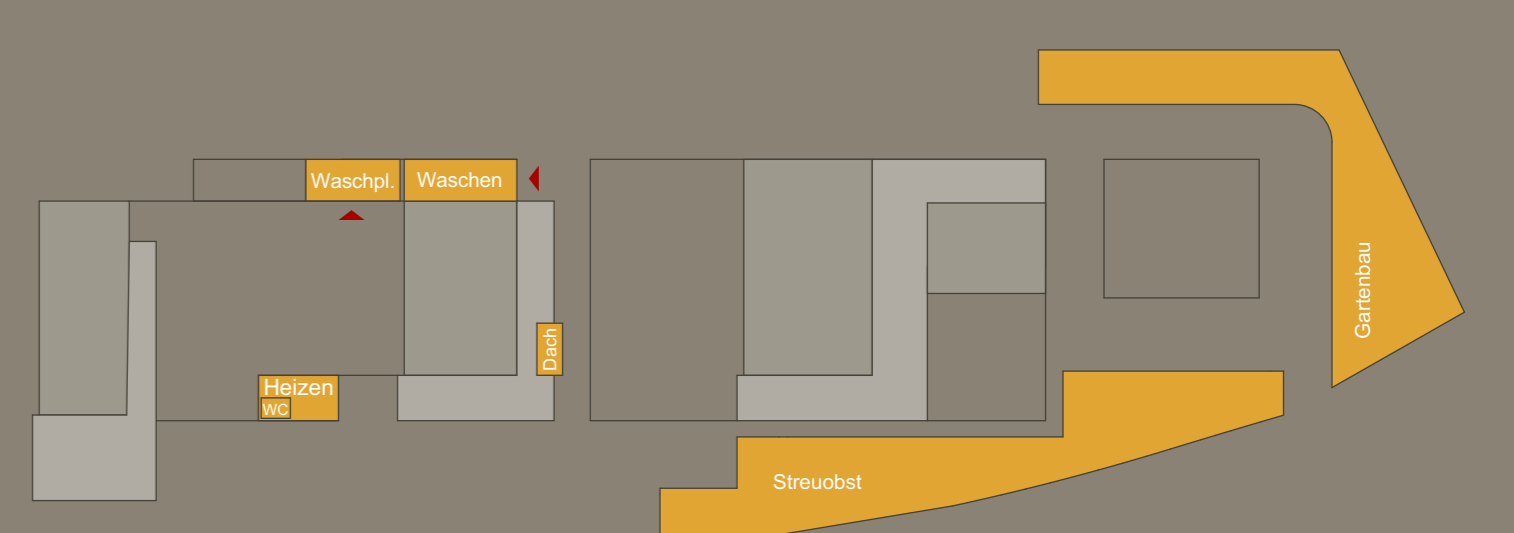 Waschpl.
Waschen
Gartenbau
Dach
Heizen
WC
Streuobst